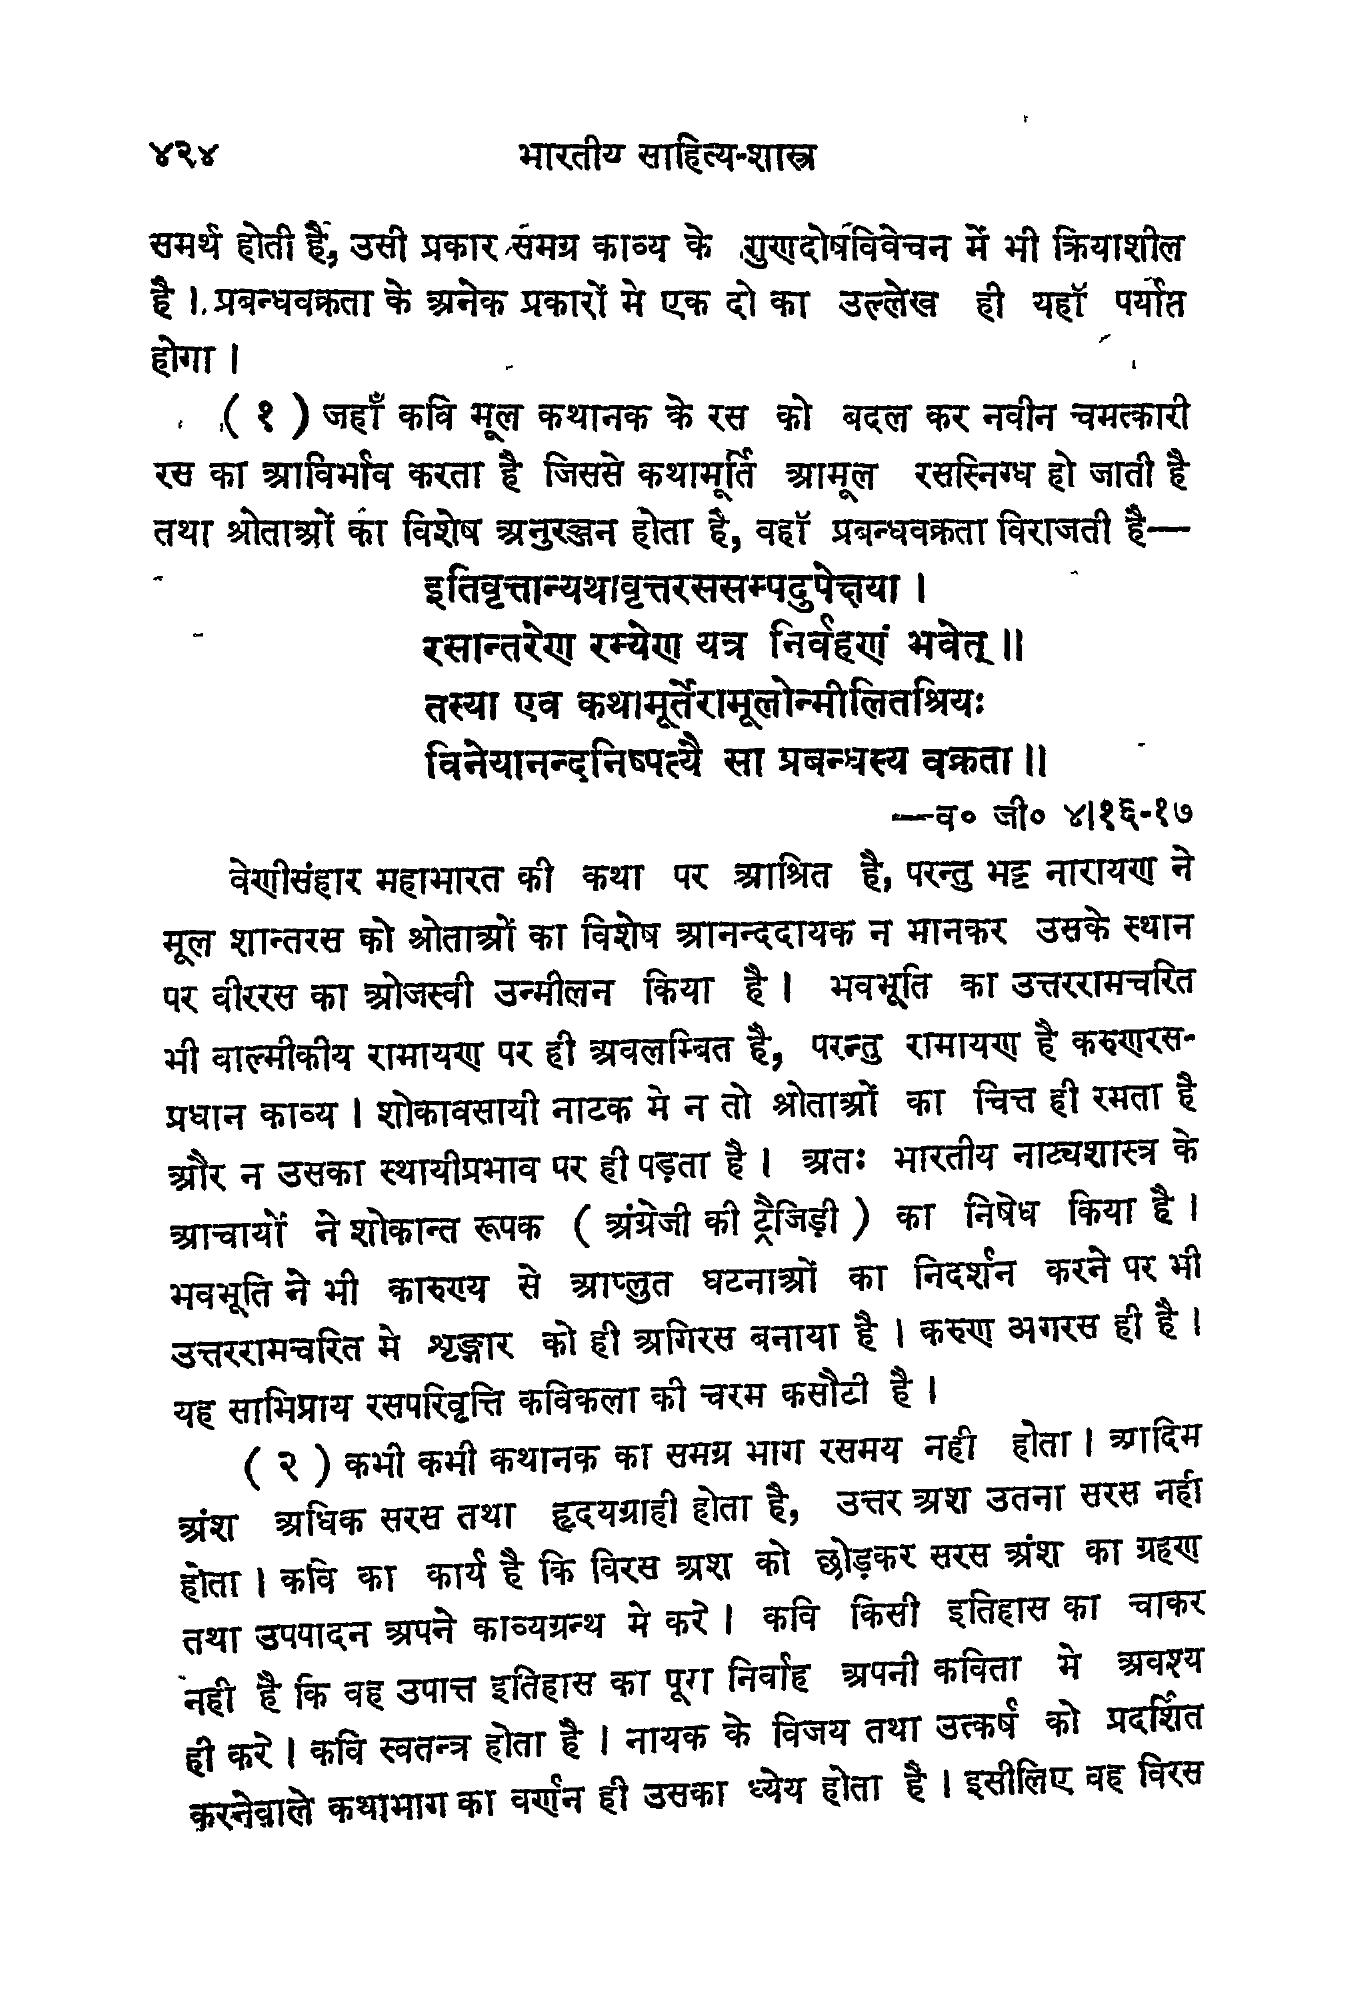 ४२४ भारतीय साहित्य-शास्त्र
समर्थ होती हैं, उसी प्रकार समग्र काव्य के गुणदोषविवेचन में भी क्रियाशील
है । प्रबन्धवक्रता के अनेक प्रकारों मे एक दो का उल्लेख ही यहॉ पर्याप्त
होगा ।
( १ ) जहाँ कवि मूल कथानक के रस को बदल कर नवीन चमत्कारी
रस का आविर्भाव करता है जिससे कथामूर्ति आमूल रसस्निग्ध हो जाती है
तथा श्रोताओं का विशेष अनुरञ्जन होता है, वहॉ प्रबन्धवक्रता विराजती है—
इतिवृत्तान्यथावृत्तरससम्पदुपेक्षया ।
रसान्तरेण रम्येण यत्र निर्वहणं भवेत् ॥
तस्या एव कथामूर्तेरामूलोन्मीलितश्रियः
विनेयानन्दनिष्पत्यै सा प्रबन्धस्य वक्रता ॥
—व० जी० ४।१६-१७
वेणीसंहार महाभारत की कथा पर आश्रित है, परन्तु भट्ट नारायण ने
मूल शान्तरस को श्रोताओं का विशेष आनन्ददायक न मानकर उसके स्थान
पर वीररस का ओजस्वी उन्मीलन किया है । भवभूति का उत्तररामचरित
भी वाल्मीकीय रामायण पर ही अवलम्बित है, परन्तु रामायण है करुणरस-
प्रधान काव्य । शोकावसायी नाटक मे न तो श्रोताओं का चित्त ही रमता है
और न उसका स्थायीप्रभाव पर ही पड़ता है । अतः भारतीय नाट्यशास्त्र के
आचार्यों ने शोकान्त रूपक ( अंग्रेजी की ट्रैजिड़ी ) का निषेध किया है ।
भवभूति ने भी कारुण्य से आप्लुत घटनाओं का निदर्शन करने पर भी
उत्तररामचरित मे शृङ्गार को ही अगिरस बनाया है । करुण अगरस ही है ।
यह साभिप्राय रसपरिवृत्ति कविकला की चरम कसौटी है ।
( २ ) कभी कभी कथानक का समग्र भाग रसमय नही होता । आदिम
अंश अधिक सरस तथा हृदयग्राही होता है, उत्तर अश उतना सरस नहीं
होता । कवि का कार्य है कि विरस अश को छोड़कर सरस अंश का ग्रहण
तथा उपपादन अपने काव्यग्रन्थ मे करे । कवि किसी इतिहास का चाकर
नही है कि वह उपात्त इतिहास का पूरा निर्वाह अपनी कविता मे अवश्य
ही करे । कवि स्वतन्त्र होता है । नायक के विजय तथा उत्कर्ष को प्रदर्शित
करनेवाले कथाभाग का वर्णन ही उसका ध्येय होता है । इसीलिए वह विरस